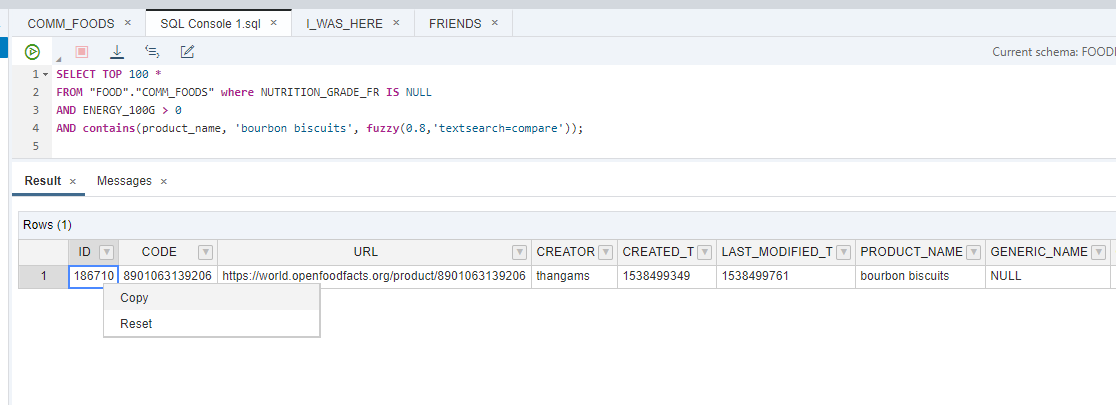 COMM_FOODS × SQL Console 1.sql × I_WAS_HERE × FRIENDS ×
Current schema: FOOD
1 SELECT TOP 100 *
2 FROM "FOOD"."COMM_FOODS" where NUTRITION_GRADE_FR IS NULL
3 AND ENERGY_100G > 0
4 AND contains(product_name, 'bourbon biscuits', fuzzy(0.8,'textsearch=compare'));
5
Result × Messages ×
Rows (1)
ID CODE URL CREATOR CREATED_T LAST_MODIFIED_T PRODUCT_NAME GENERIC_NAME
1 186710 8901063139206 https://world.openfoodfacts.org/product/8901063139206 thangams 1538499349 1538499761 bourbon biscuits NULL
Copy
Reset